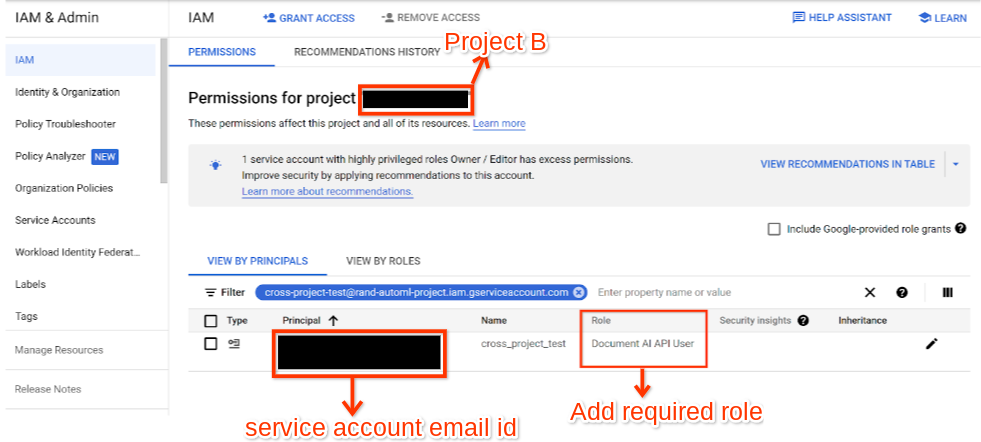 IAM & Admin
IAM
GRANT ACCESS
REMOVE ACCESS
HELP ASSISTANT
LEARN
IAM
Identity & Organization
Policy Troubleshooter
Policy Analyzer NEW
Organization Policies
Service Accounts
Workload Identity Federat...
Labels
Tags
Manage Resources
Release Notes
PERMISSIONS
RECOMMENDATIONS HISTORY
Project B
Permissions for project
These permissions affect this project and all of its resources. Learn more
1 service account with highly privileged roles Owner / Editor has excess permissions.
Improve security by applying recommendations to this account.
Learn more about recommendations.
VIEW RECOMMENDATIONS IN TABLE
Include Google-provided role grants
VIEW BY PRINCIPALS
VIEW BY ROLES
Filter
cross-project-test@rand-automl-project.iam.gserviceaccount.com
Enter property name or value
Type
Principal
Name
Role
Security insights
Inheritance
cross_project_test
Document AI API User
service account email id
Add required role